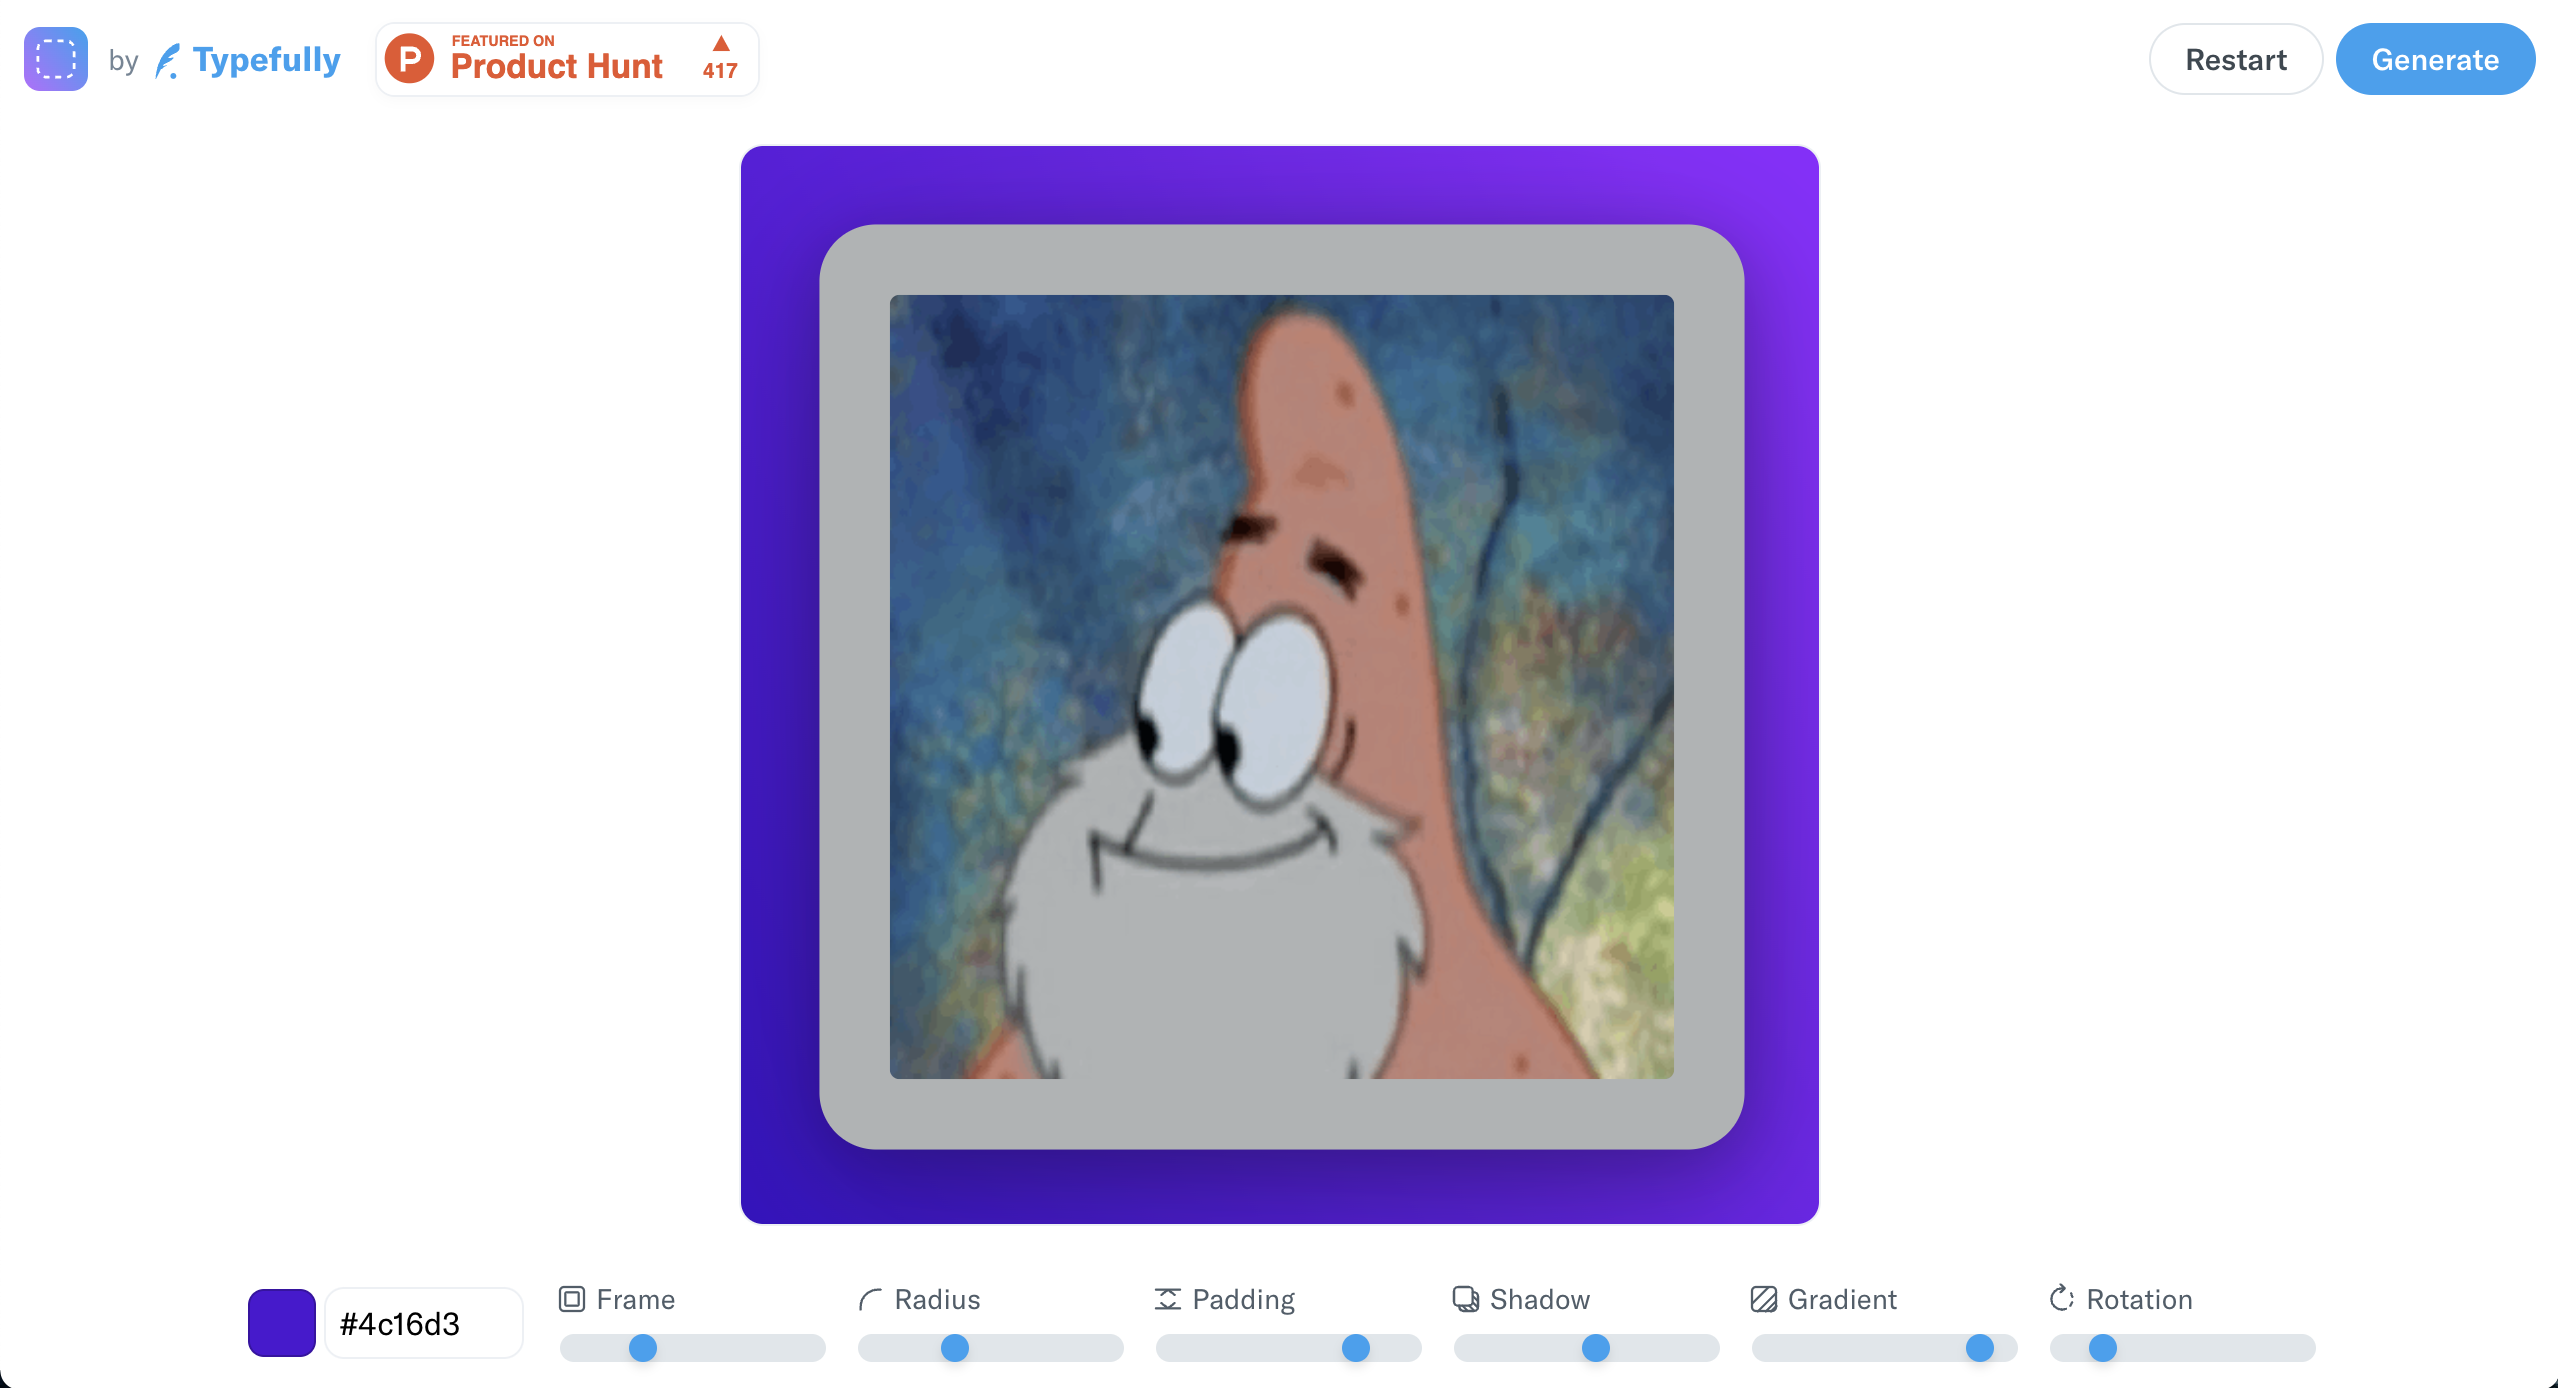 by Typefully
FEATURED ON
Product Hunt
417
Restart
Generate
#4c16d3
Frame
Radius
Padding
Shadow
Gradient
Rotation